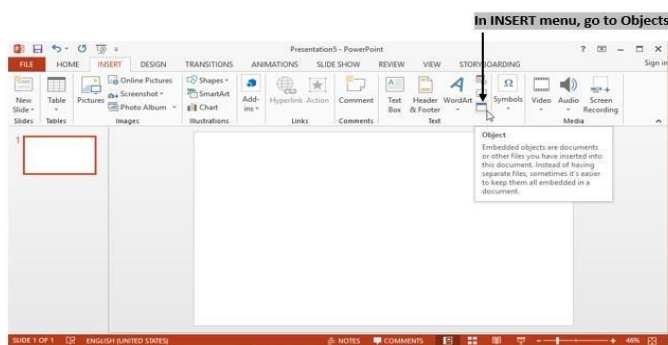 In INSERT menu, go to Objects
Presentation5 - PowerPoint
FILE HOME INSERT DESIGN TRANSITIONS ANIMATIONS SLIDE SHOW REVIEW VIEW STORYBOARDING Sign in
New Slide
Table
Pictures
Online Pictures
Screenshot
Photo Album
Shapes
SmartArt
Chart
Add-ins
Hyperlink
Action
Comment
Text Box
Header & Footer
WordArt
Symbols
Video
Audio
Screen Recording
Slides Tables Images Illustrations Links Comments Text Media
Object
Embedded objects are documents
or other files you have inserted into
this document. Instead of having
separate files, sometimes it's easier
to keep them all embedded in a
document.
1
SLIDE 1 OF 1 ENGLISH (UNITED STATES) NOTES COMMENTS 46%